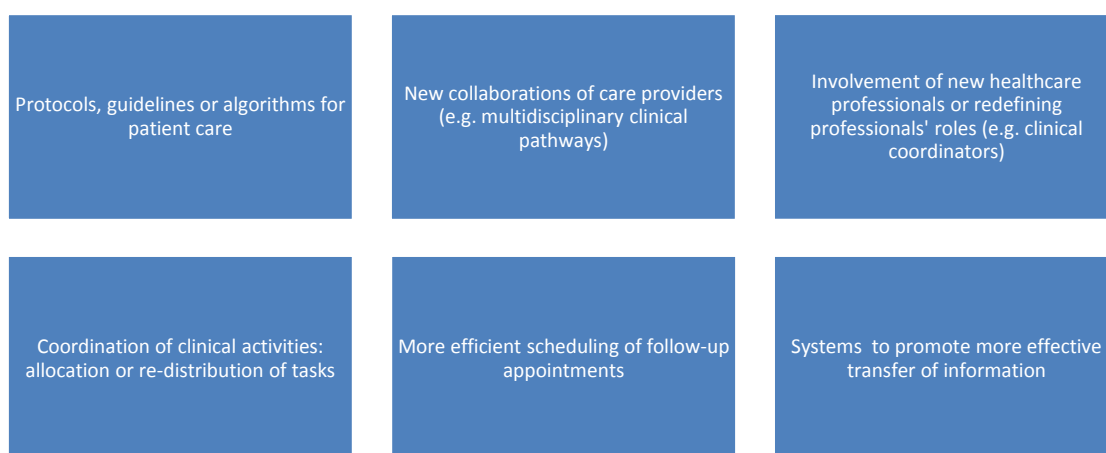 Protocols, guidelines or algorithms for
patient care
New collaborations of care providers
(e.g. multidisciplinary clinical
pathways)
Involvement of new healthcare
professionals or redefining
professionals' roles (e.g. clinical
coordinators)
Coordination of clinical activities:
allocation or re-distribution of tasks
More efficient scheduling of follow-up
appointments
Systems  to promote more effective
transfer of information